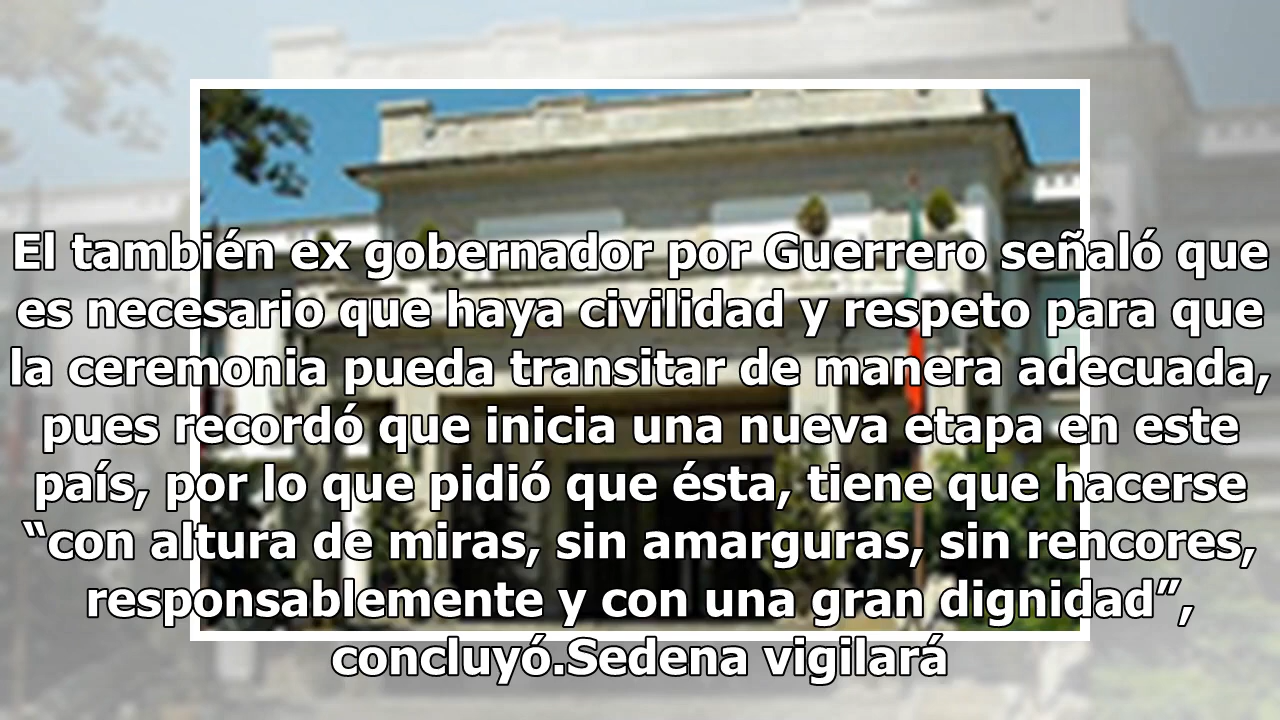 El también ex gobernador por Guerrero señaló que
es necesario que haya civilidad y respeto para que
la ceremonia pueda transitar de manera adecuada,
pues recordó que inicia una nueva etapa en este
país, por lo que pidió que ésta, tiene que hacerse
“con altura de miras, sin amarguras, sin rencores,
responsablemente y con una gran dignidad”,
concluyó.Sedena vigilará